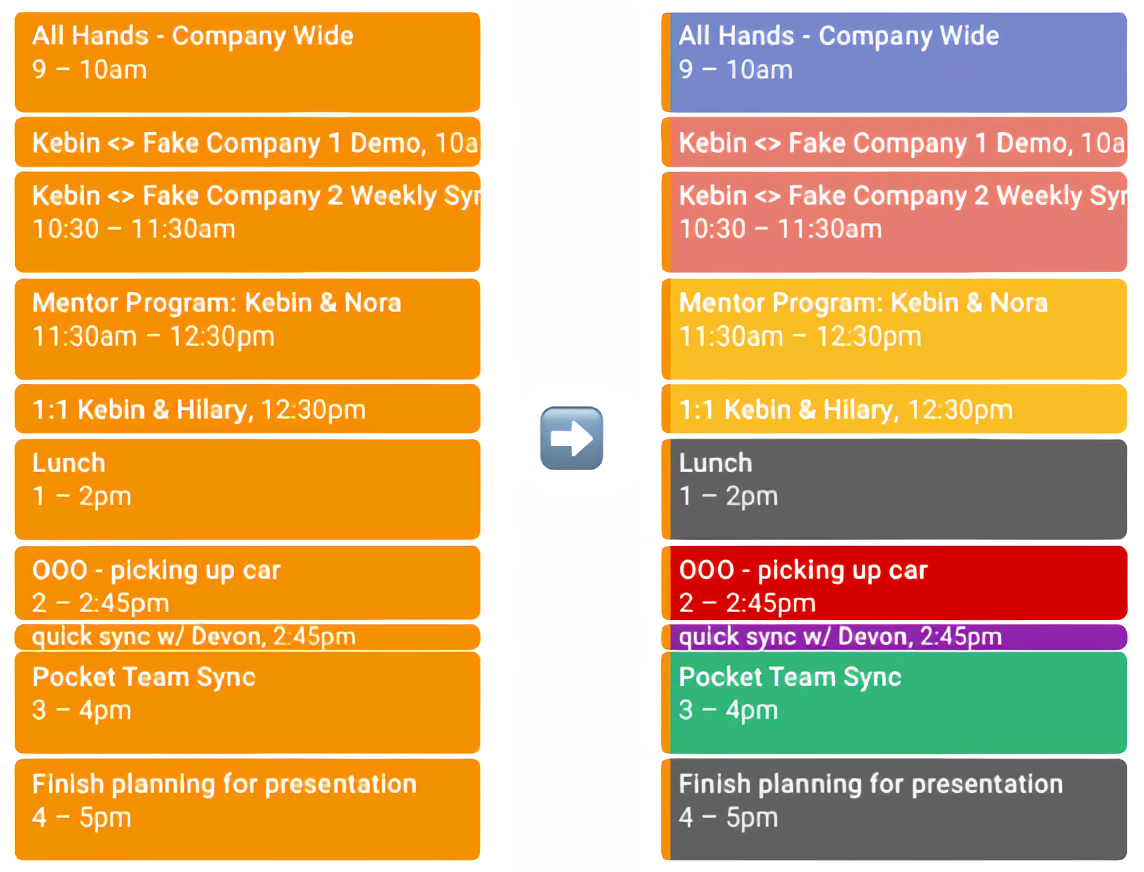 All Hands - Company Wide
9 – 10am
Kebin <> Fake Company 1 Demo, 10a
Kebin <> Fake Company 2 Weekly Syn
10:30 – 11:30am
Mentor Program: Kebin & Nora
11:30am – 12:30pm
1:1 Kebin & Hilary, 12:30pm
Lunch
1 – 2pm
OOO - picking up car
2 – 2:45pm
quick sync w/ Devon, 2:45pm
Pocket Team Sync
3 – 4pm
Finish planning for presentation
4 – 5pm
All Hands - Company Wide
9 – 10am
Kebin <> Fake Company 1 Demo, 10a
Kebin <> Fake Company 2 Weekly Syn
10:30 – 11:30am
Mentor Program: Kebin & Nora
11:30am – 12:30pm
1:1 Kebin & Hilary, 12:30pm
Lunch
1 – 2pm
OOO - picking up car
2 – 2:45pm
quick sync w/ Devon, 2:45pm
Pocket Team Sync
3 – 4pm
Finish planning for presentation
4 – 5pm